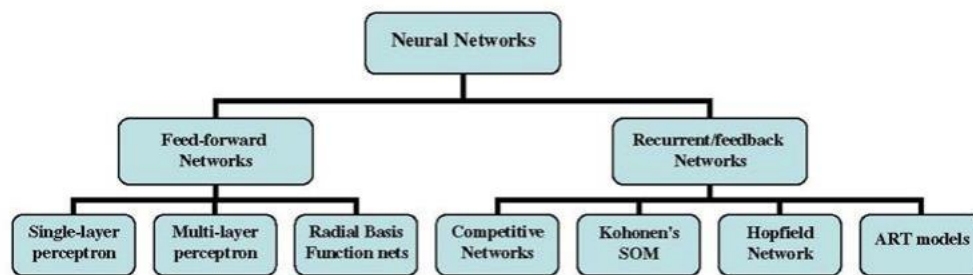 Neural Networks
Feed-forward
Networks
Recurrent/feedback
Networks
Single-layer
perceptron
Multi-layer
perceptron
Radial Basis
Function nets
Competitive
Networks
Kohonen's
SOM
Hopfield
Network
ART models